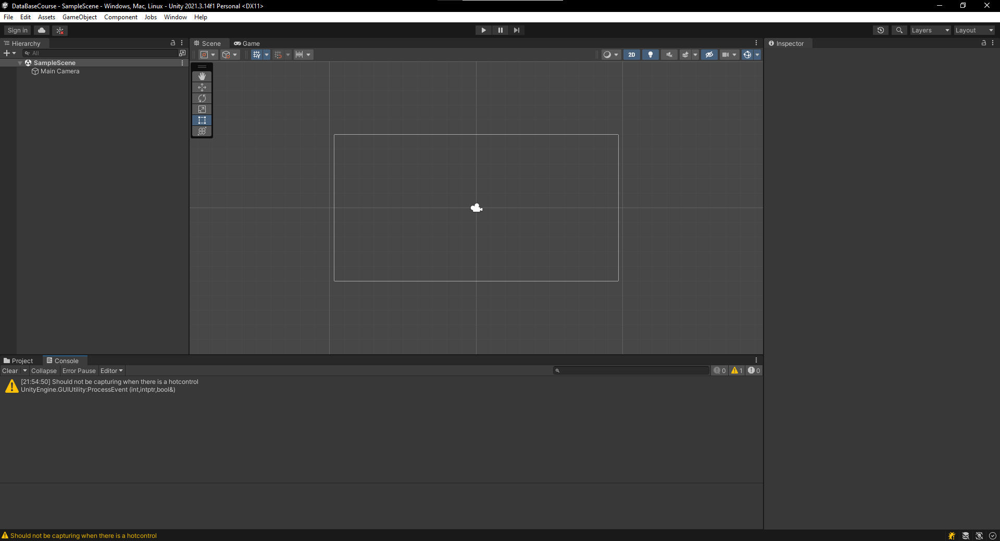 DataBaseCourse - SampleScene - Windows, Mac, Linux - Unity 2021.3.14f1 Personal <DX11>
File Edit Assets GameObject Component Jobs Window Help
Sign in
Layers
Layout
Hierarchy
Scene
Game
Inspector
All
2D
SampleScene
Main Camera
Project
Console
Clear
Collapse
Error Pause
Editor
0
1
0
[21:54:50] Should not be capturing when there is a hotcontrol
UnityEngine.GUIUtility:ProcessEvent (int,intptr,bool&)
Should not be capturing when there is a hotcontrol